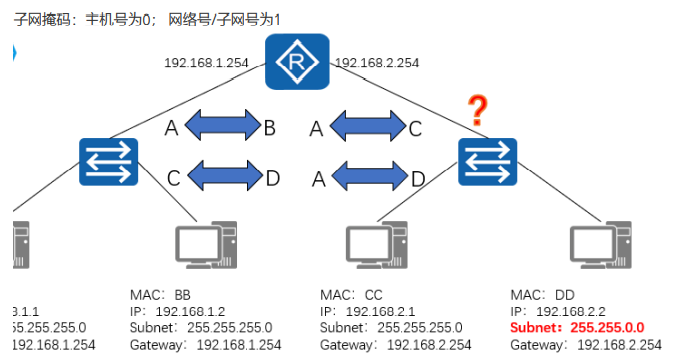 子网掩码：主机号为0； 网络号/子网号为1
192.168.1.254
192.168.2.254
R
?
A B
A C
C D
A D
3.1.1
55.255.255.0
192.168.1.254
MAC：BB
IP：192.168.1.2
Subnet：255.255.255.0
Gateway：192.168.1.254
MAC：CC
IP：192.168.2.1
Subnet：255.255.255.0
Gateway：192.168.2.254
MAC：DD
IP：192.168.2.2
Subnet：255.255.0.0
Gateway：192.168.2.254